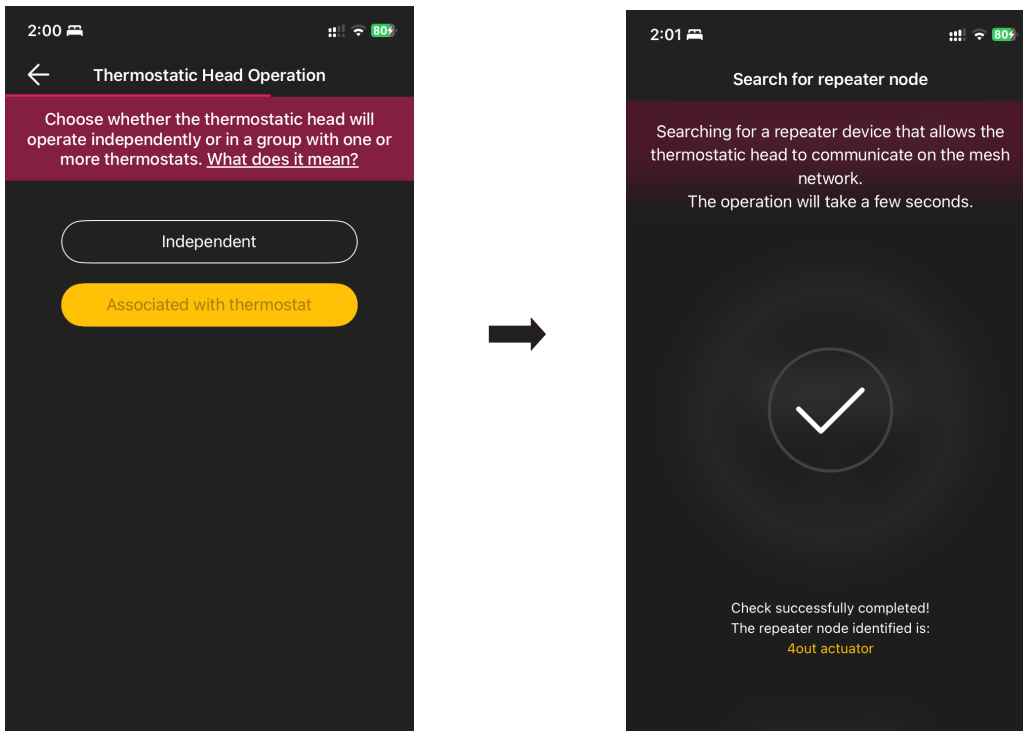 2:00
80
Thermostatic Head Operation
Choose whether the thermostatic head will
operate independently or in a group with one or
more thermostats. What does it mean?
Independent
Associated with thermostat
2:01
80
Search for repeater node
Searching for a repeater device that allows the
thermostatic head to communicate on the mesh
network.
The operation will take a few seconds.
Check successfully completed!
The repeater node identified is:
4out actuator